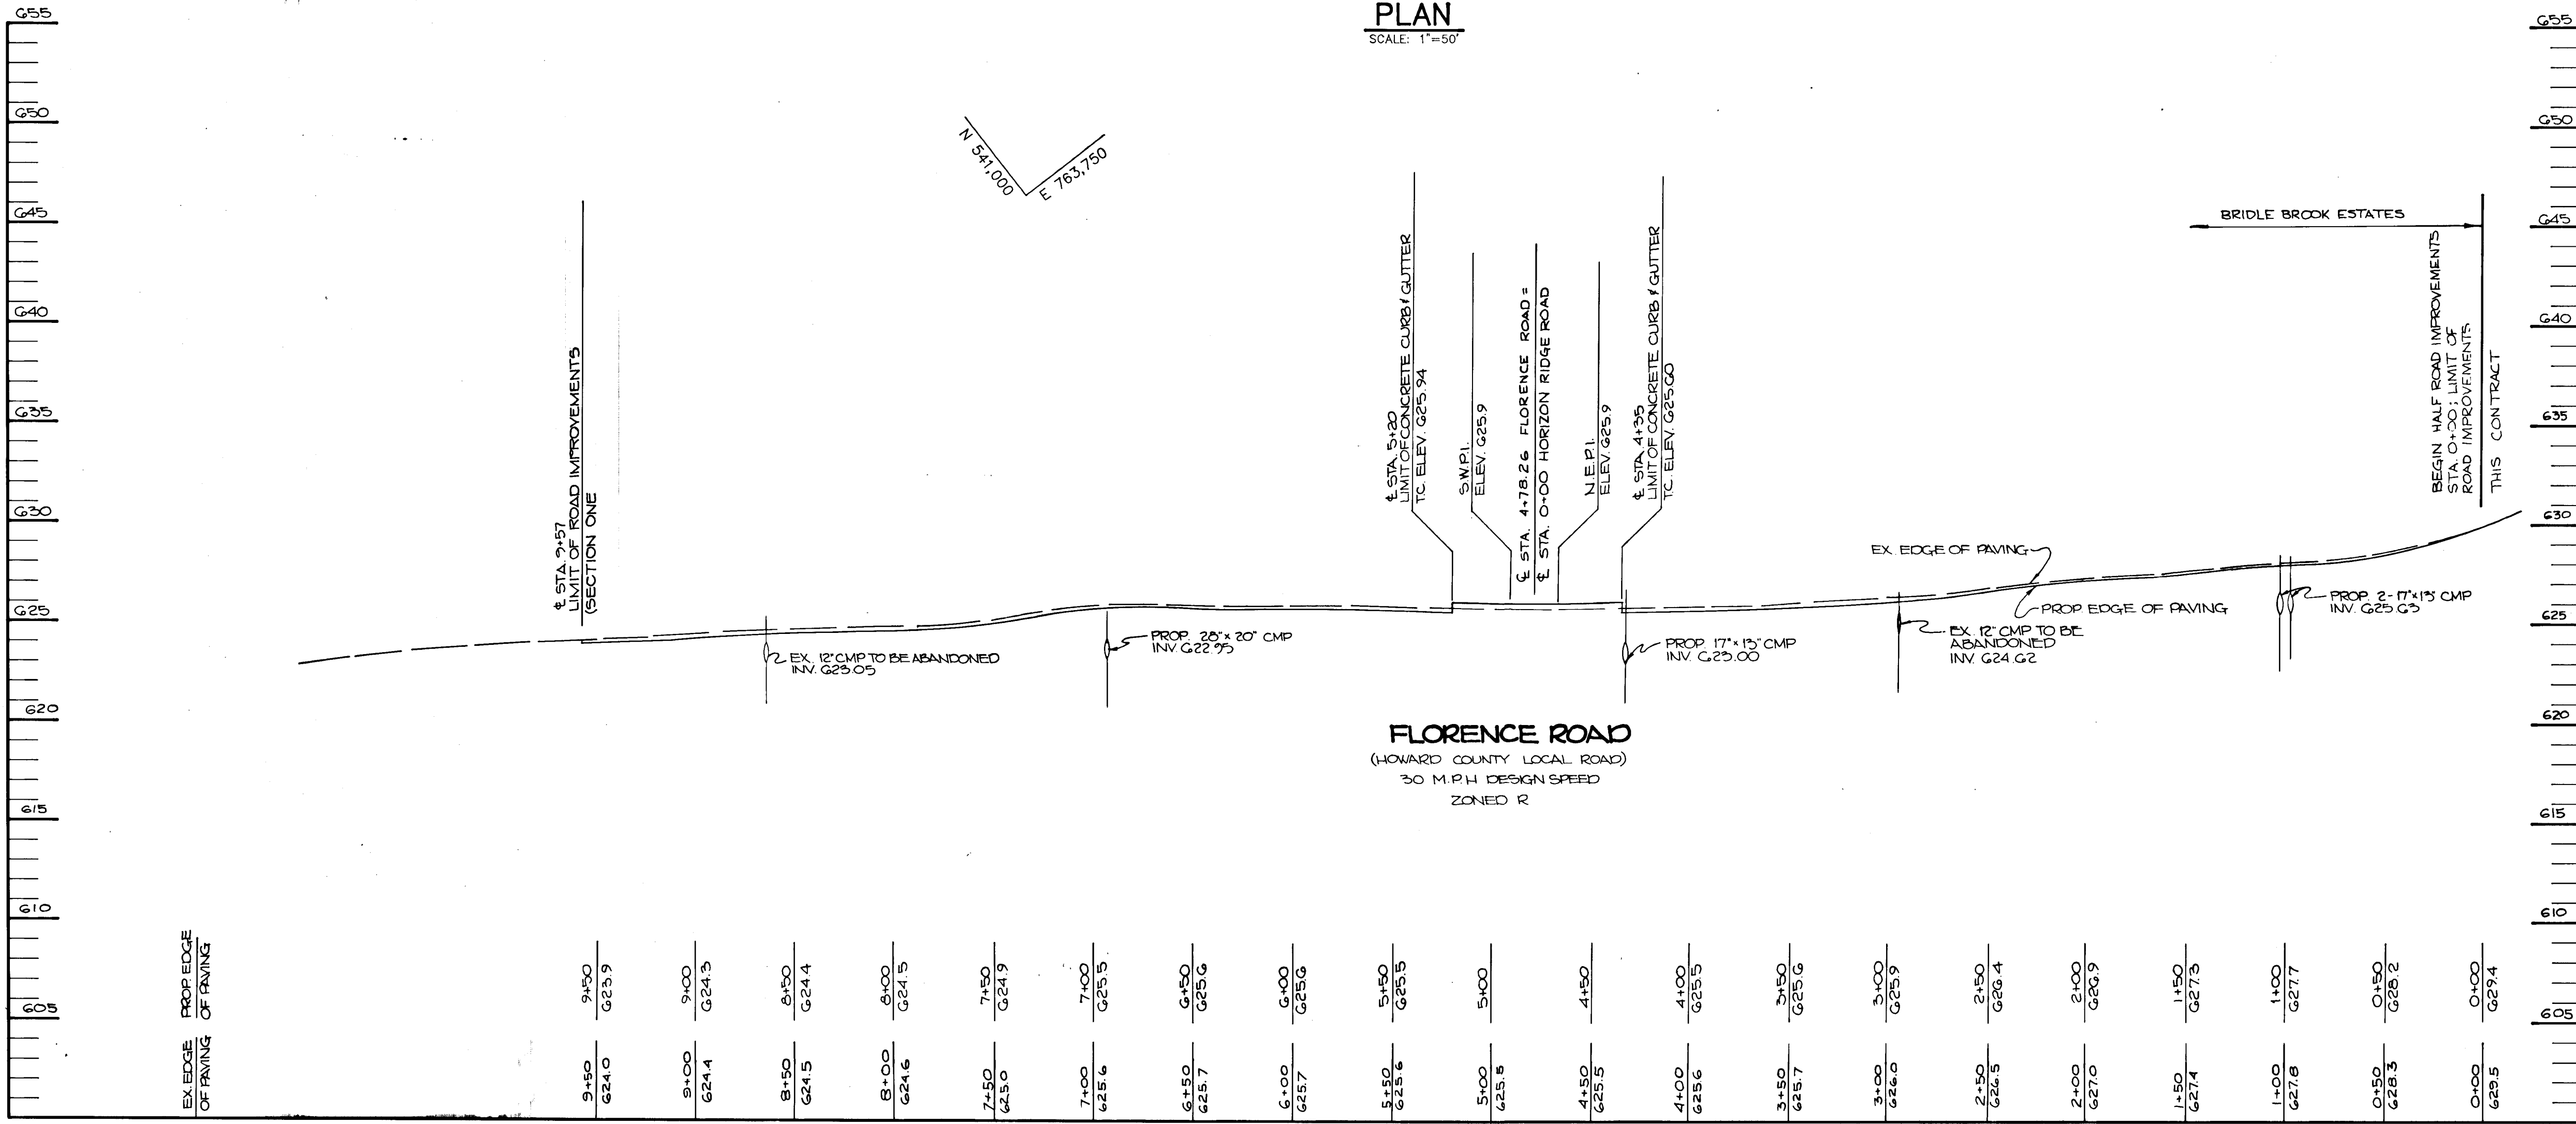 PLAN
SCALE: 1"=50'
655
650
645
640
635
630
625
620
615
610
605
655
650
645
640
635
630
625
620
615
610
605
N 541,000
E 763,750
BRIDLE BROOK ESTATES
℄ STA. 9+57
LIMIT OF ROAD IMPROVEMENTS
(SECTION ONE
℄ STA. 5+20
LIMIT OF CONCRETE CURB & GUTTER
T.C. ELEV. 625.94
S.W.P.I.
ELEV. 625.9
℄ STA. 4+78.26 FLORENCE ROAD =
℄ STA. 0+00 HORIZON RIDGE ROAD
N.E.P.I.
ELEV. 625.9
℄ STA. 4+35
LIMIT OF CONCRETE CURB & GUTTER
T.C. ELEV. 625.60
BEGIN HALF ROAD IMPROVEMENTS
STA. 0+00; LIMIT OF
ROAD IMPROVEMENTS
THIS CONTRACT
EX. EDGE OF PAVING
PROP. EDGE OF PAVING
EX. 12" CMP TO BE ABANDONED
INV. 623.05
PROP. 28" x 20" CMP
INV. 622.95
PROP. 17" x 13" CMP
INV. 623.00
EX. 12" CMP TO BE
ABANDONED
INV. 624.62
PROP. 2-17" x 13" CMP
INV. 625.63
FLORENCE ROAD
(HOWARD COUNTY LOCAL ROAD)
30 M.P.H DESIGN SPEED
ZONED R
PROP. EDGE
OF PAVING
9+50
623.9
9+00
624.3
8+50
624.4
8+00
624.5
7+50
624.9
7+00
625.5
6+50
625.6
6+00
625.6
5+50
625.5
5+00
4+50
4+00
625.5
3+50
625.6
3+00
625.9
2+50
626.4
2+00
626.9
1+50
627.3
1+00
627.7
0+50
628.2
0+00
629.4
EX. EDGE
OF PAVING
9+50
624.0
9+00
624.4
8+50
624.5
8+00
624.6
7+50
625.0
7+00
625.6
6+50
625.7
6+00
625.7
5+50
625.6
5+00
625.5
4+50
625.5
4+00
625.6
3+50
625.7
3+00
626.0
2+50
626.5
2+00
627.0
1+50
627.4
1+00
627.8
0+50
628.3
0+00
629.5